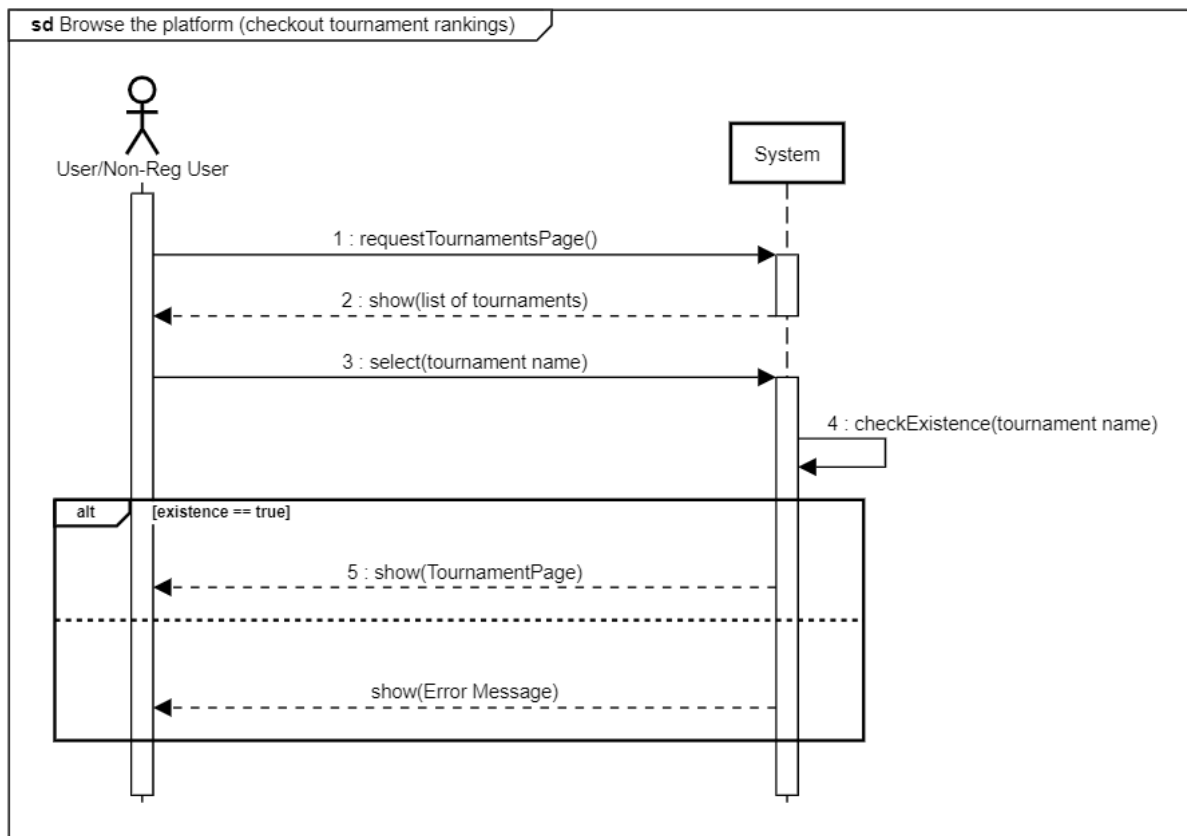 sd Browse the platform (checkout tournament rankings)
User/Non-Reg User
System
1 : requestTournamentsPage()
2 : show(list of tournaments)
3 : select(tournament name)
4 : checkExistence(tournament name)
alt [existence == true]
5 : show(TournamentPage)
show(Error Message)